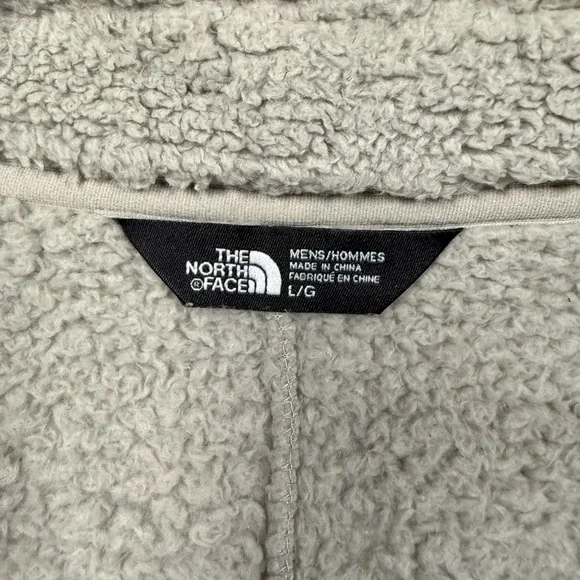 THE
NORTH
®FACE
MENS/HOMMES
MADE IN CHINA
FABRIQUÉ EN CHINE
L/G